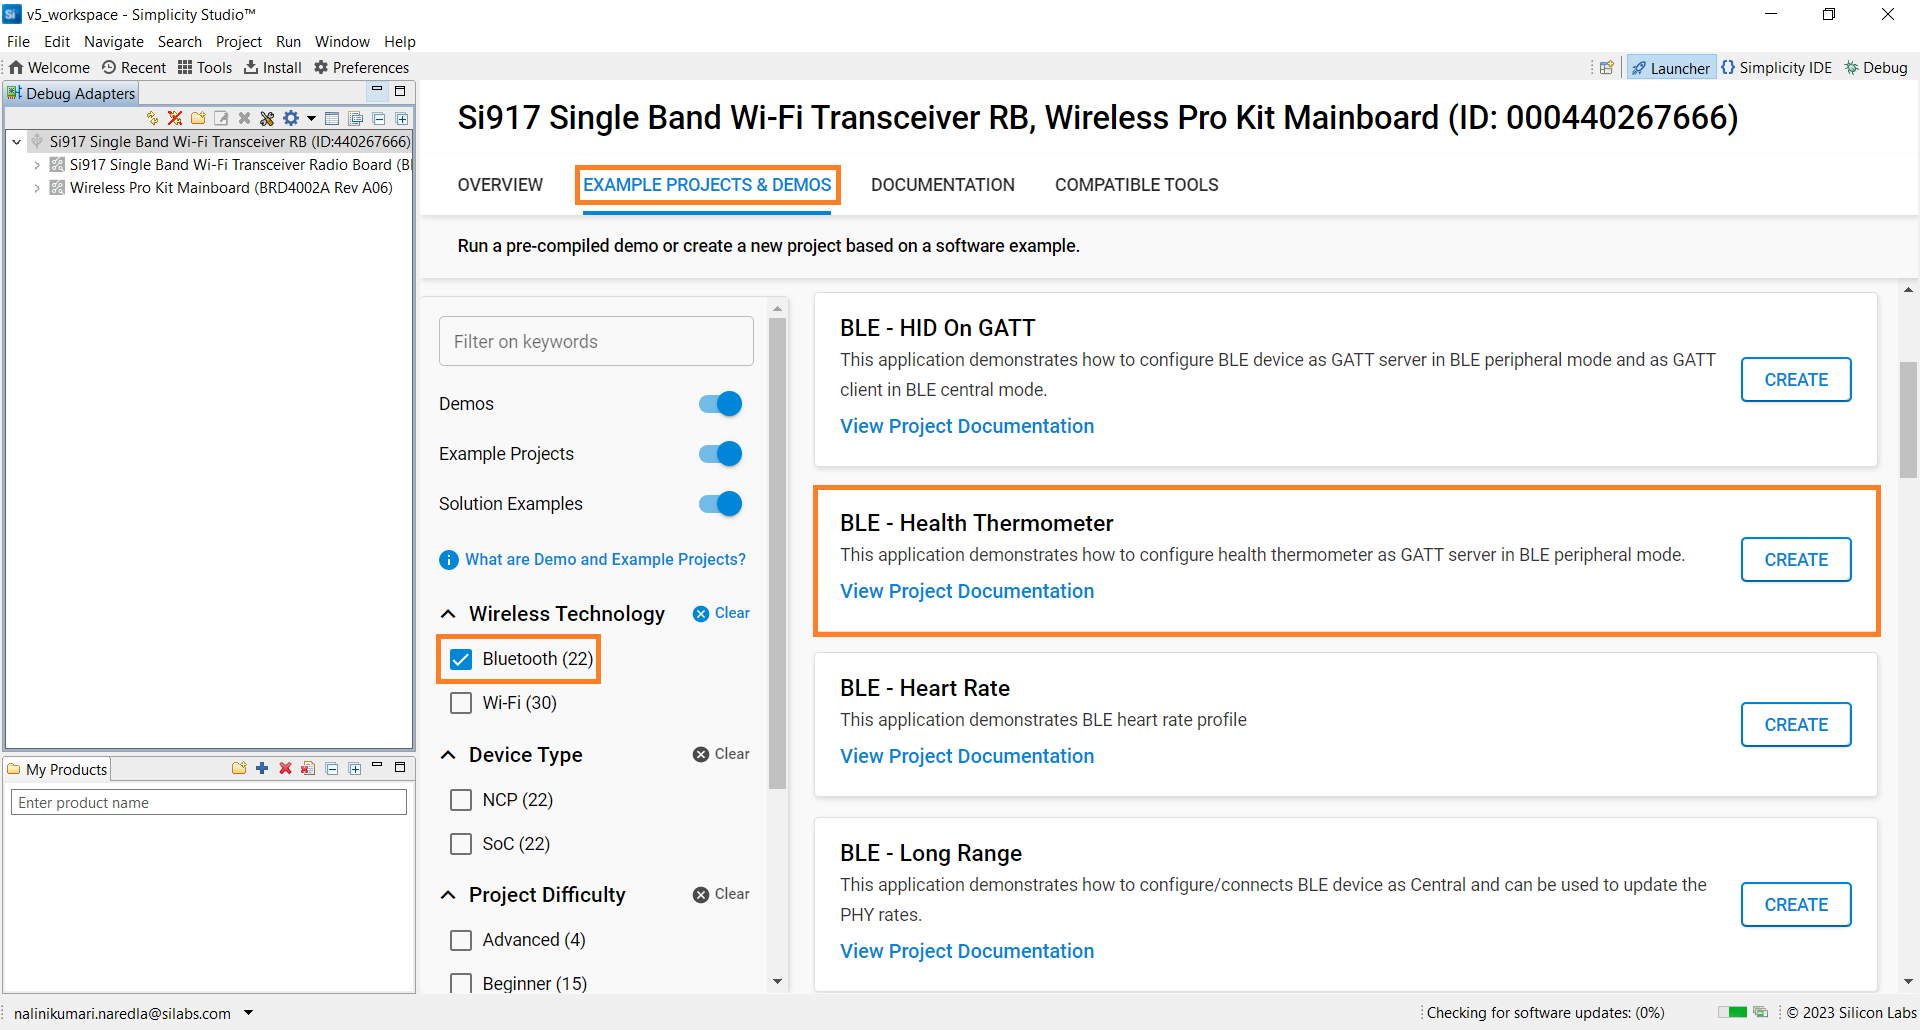 v5_workspace - Simplicity Studio™
File Edit Navigate Search Project Run Window Help
Welcome Recent Tools Install Preferences
Launcher Simplicity IDE Debug
Debug Adapters
Si917 Single Band Wi-Fi Transceiver RB (ID:440267666)
Si917 Single Band Wi-Fi Transceiver Radio Board (B
Wireless Pro Kit Mainboard (BRD4002A Rev A06)
My Products
Enter product name
Si917 Single Band Wi-Fi Transceiver RB, Wireless Pro Kit Mainboard (ID: 000440267666)
OVERVIEW EXAMPLE PROJECTS & DEMOS DOCUMENTATION COMPATIBLE TOOLS
Run a pre-compiled demo or create a new project based on a software example.
Filter on keywords
Demos
Example Projects
Solution Examples
What are Demo and Example Projects?
Wireless Technology Clear
Bluetooth (22)
Wi-Fi (30)
Device Type Clear
NCP (22)
SoC (22)
Project Difficulty Clear
Advanced (4)
Beginner (15)
BLE - HID On GATT
This application demonstrates how to configure BLE device as GATT server in BLE peripheral mode and as GATT
client in BLE central mode.
View Project Documentation
CREATE
BLE - Health Thermometer
This application demonstrates how to configure health thermometer as GATT server in BLE peripheral mode.
View Project Documentation
CREATE
BLE - Heart Rate
This application demonstrates BLE heart rate profile
View Project Documentation
CREATE
BLE - Long Range
This application demonstrates how to configure/connects BLE device as Central and can be used to update the
PHY rates.
View Project Documentation
CREATE
nalinikumari.naredla@silabs.com
Checking for software updates: (0%)
© 2023 Silicon Labs